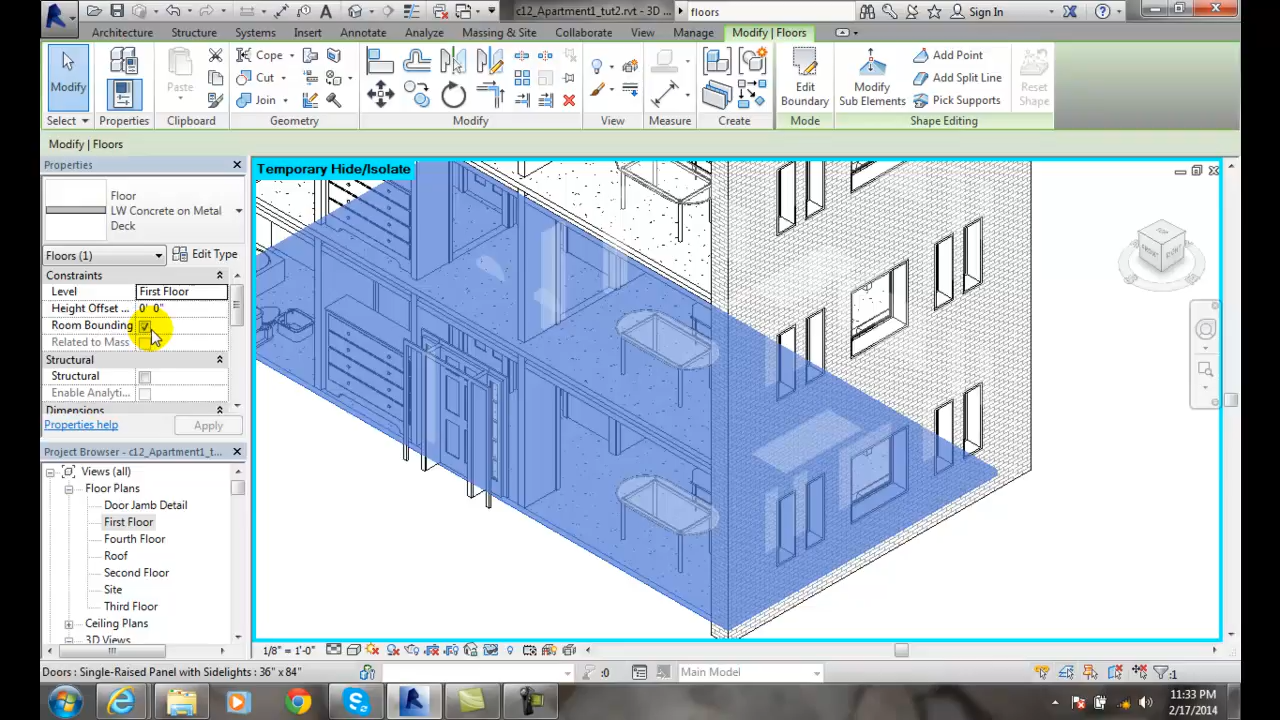 c12_Apartment1_tut2.rvt - 3D ...
floors
Sign In
Architecture Structure Systems Insert Annotate Analyze Massing & Site Collaborate View Manage Modify | Floors
Modify
Select
Properties
Paste
Clipboard
Cope
Cut
Join
Geometry
Modify
View
Measure
Create
Edit
Boundary
Mode
Modify
Sub Elements
Add Point
Add Split Line
Pick Supports
Reset
Shape
Shape Editing
Modify | Floors
Properties
Floor
LW Concrete on Metal
Deck
Floors (1)
Edit Type
Constraints
Level First Floor
Height Offset ... 0' 0"
Room Bounding
Related to Mass
Structural
Structural
Enable Analyti...
Dimensions
Properties help
Apply
Project Browser - c12_Apartment1_t...
Views (all)
Floor Plans
Door Jamb Detail
First Floor
Fourth Floor
Roof
Second Floor
Site
Third Floor
Ceiling Plans
3D Views
Temporary Hide/Isolate
TOP
1/8" = 1'-0"
Doors : Single-Raised Panel with Sidelights : 36" x 84"
:0
Main Model
:1
11:33 PM
2/17/2014